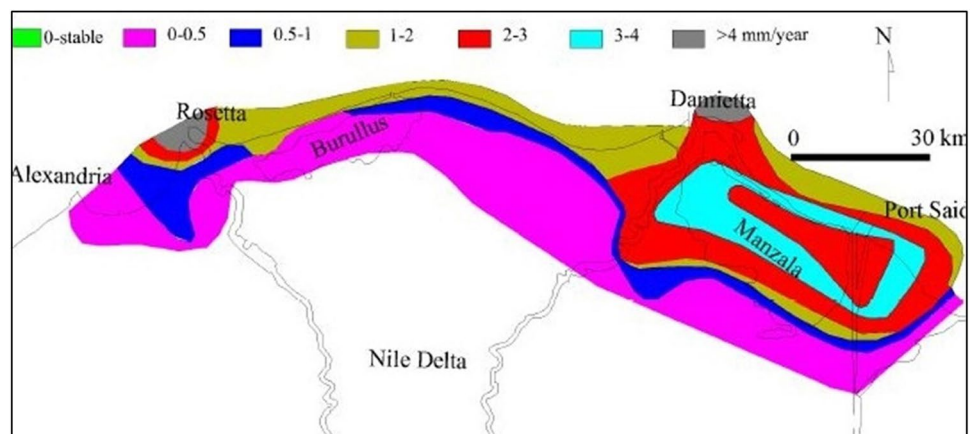 0-stable 0-0.5 0.5-1 1-2 2-3 3-4 >4 mm/year
N
Rosetta
Damietta
0 30 km
Burullus
Alexandria
Port Said
Manzala
Nile Delta